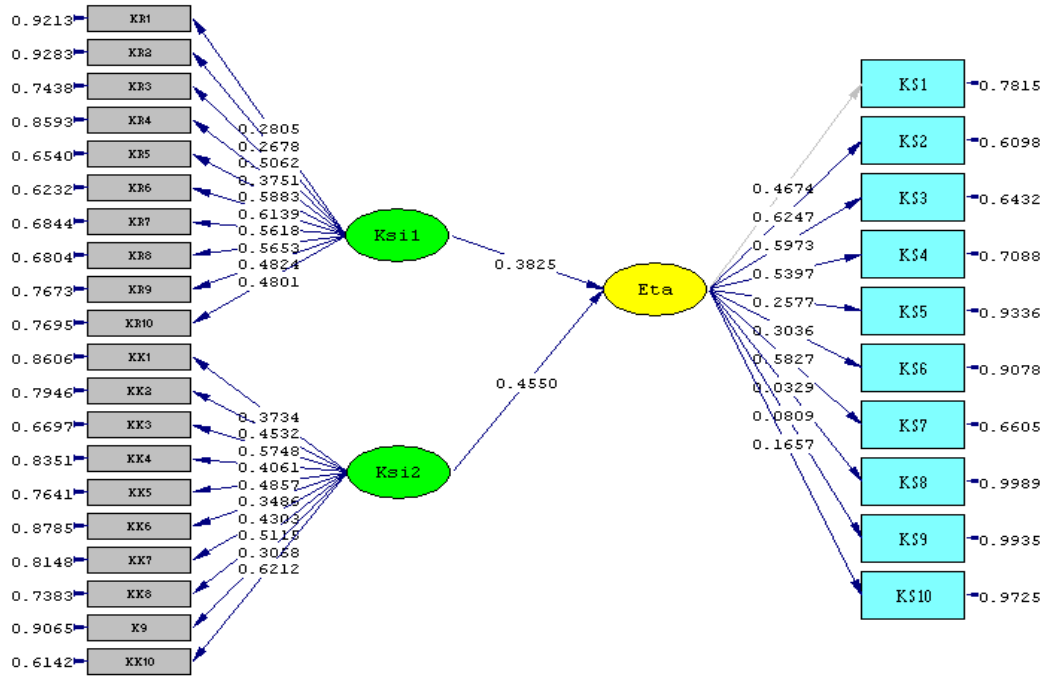 0.9213 KR1
0.9283 KR2
0.7438 KR3
0.8593 KR4
0.6540 KR5
0.6232 KR6
0.6844 KR7
0.6804 KR8
0.7673 KR9
0.7695 KR10
0.8606 KK1
0.7946 KK2
0.6697 KK3
0.8351 KK4
0.7641 KK5
0.8785 KK6
0.8148 KK7
0.7383 KK8
0.9065 K9
0.6142 KK10
0.2805
0.2678
0.5062
0.3751
0.5883
0.6139
0.5618
0.5653
0.4824
0.4801
0.3734
0.4532
0.5748
0.4061
0.4857
0.3486
0.4303
0.5115
0.3058
0.6212
Ksi1
Ksi2
0.3825
0.4550
Eta
0.4674
0.6247
0.5973
0.5397
0.2577
0.3036
0.5827
0.0329
0.0809
0.1657
KS1 0.7815
KS2 0.6098
KS3 0.6432
KS4 0.7088
KS5 0.9336
KS6 0.9078
KS7 0.6605
KS8 0.9989
KS9 0.9935
KS10 0.9725